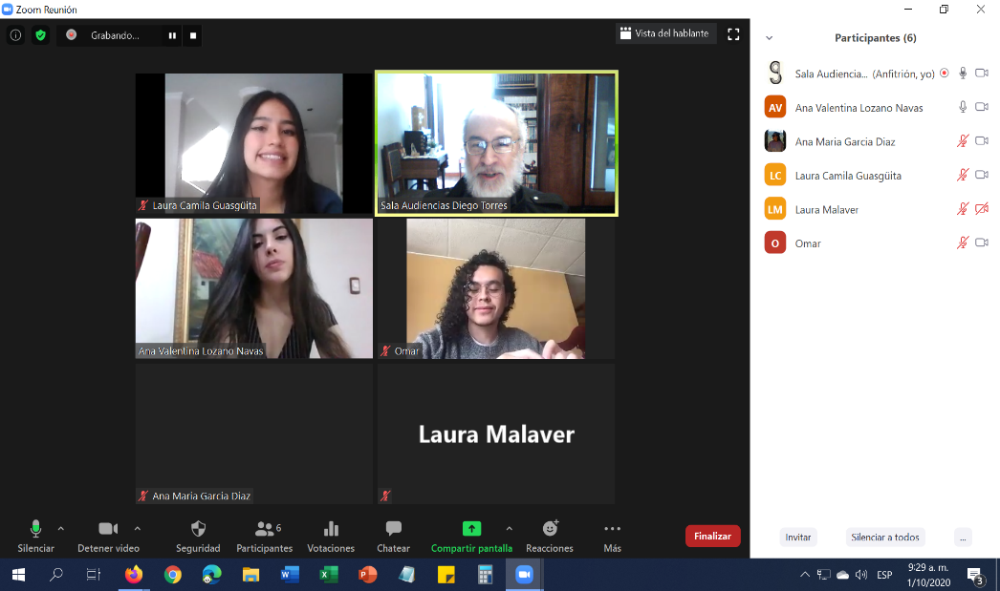 Zoom Reunión
Grabando...
Vista del hablante
Laura Camila Guasgüita
Sala Audiencias Diego Torres
Ana Valentina Lozano Navas
Omar
Ana Maria Garcia Diaz
Laura Malaver
Silenciar
Detener video
Seguridad
6
Participantes
Votaciones
Chatear
Compartir pantalla
Reacciones
Más
Finalizar
Participantes (6)
Sala Audiencia... (Anfitrión, yo)
AV Ana Valentina Lozano Navas
Ana Maria Garcia Diaz
LC Laura Camila Guasgüita
LM Laura Malaver
O Omar
Invitar Silenciar a todos ...
ESP
9:29 a. m.
1/10/2020
3